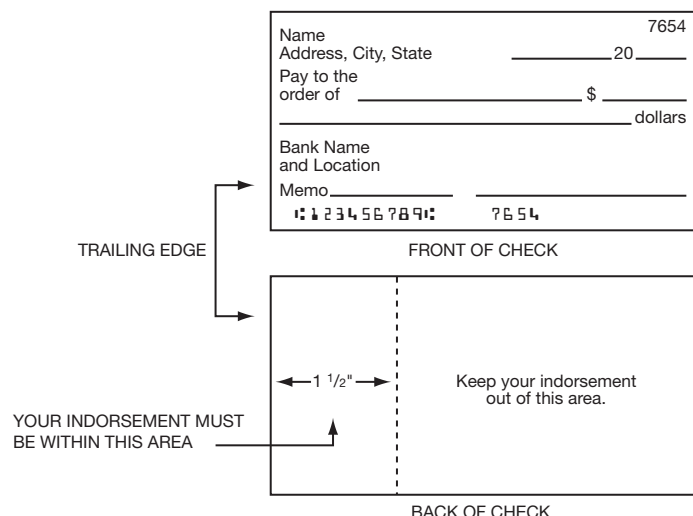 7654
Name
Address, City, State 20
Pay to the
order of $
dollars
Bank Name
and Location
Memo
⑆123456789⑆ 7654
TRAILING EDGE
FRONT OF CHECK
1 1/2"
Keep your indorsement
out of this area.
YOUR INDORSEMENT MUST
BE WITHIN THIS AREA
BACK OF CHECK